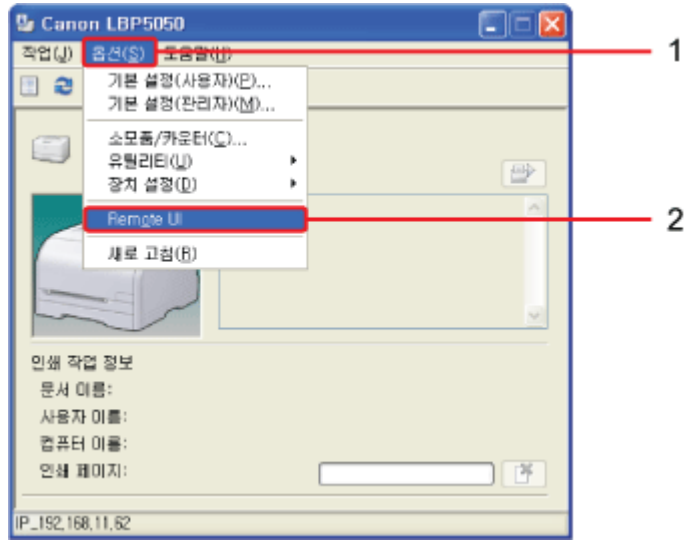 Canon LBP5050
작업(J) 옵션(S) 도움말(H)
1
기본 설정(사용자)(P)...
기본 설정(관리자)(M)...
소모품/카운터(C)...
유틸리티(U)
장치 설정(D)
Remote UI
2
새로 고침(R)
인쇄 작업 정보
문서 이름:
사용자 이름:
컴퓨터 이름:
인쇄 페이지:
IP_192,168,11,62